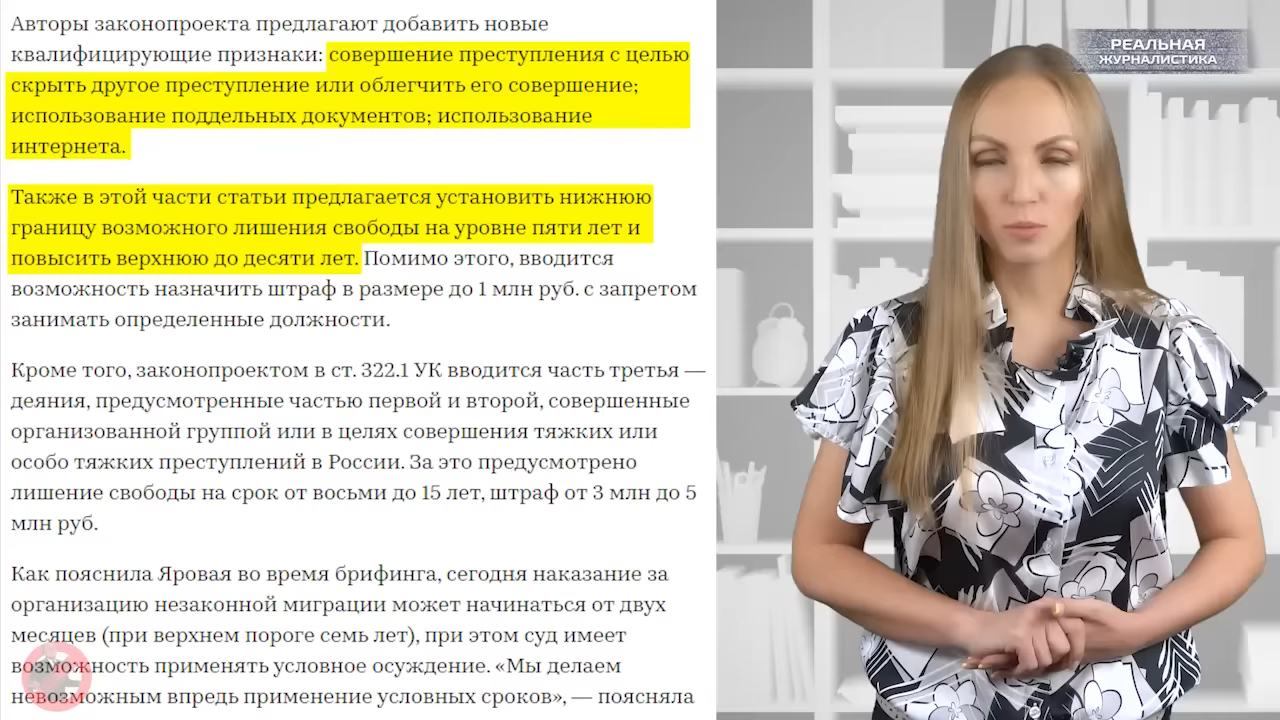 Авторы законопроекта предлагают добавить новые
квалифицирующие признаки: совершение преступления с целью
скрыть другое преступление или облегчить его совершение;
использование поддельных документов; использование
интернета.
Также в этой части статьи предлагается установить нижнюю
границу возможного лишения свободы на уровне пяти лет и
повысить верхнюю до десяти лет. Помимо этого, вводится
возможность назначить штраф в размере до 1 млн руб. с запретом
занимать определенные должности.
Кроме того, законопроектом в ст. 322.1 УК вводится часть третья —
деяния, предусмотренные частью первой и второй, совершенные
организованной группой или в целях совершения тяжких или
особо тяжких преступлений в России. За это предусмотрено
лишение свободы на срок от восьми до 15 лет, штраф от 3 млн до 5
млн руб.
Как пояснила Яровая во время брифинга, сегодня наказание за
организацию незаконной миграции может начинаться от двух
месяцев (при верхнем пороге семь лет), при этом суд имеет
возможность применять условное осуждение. «Мы делаем
невозможным впредь применение условных сроков», — поясняла
РЕАЛЬНАЯ
ЖУРНАЛИСТИКА